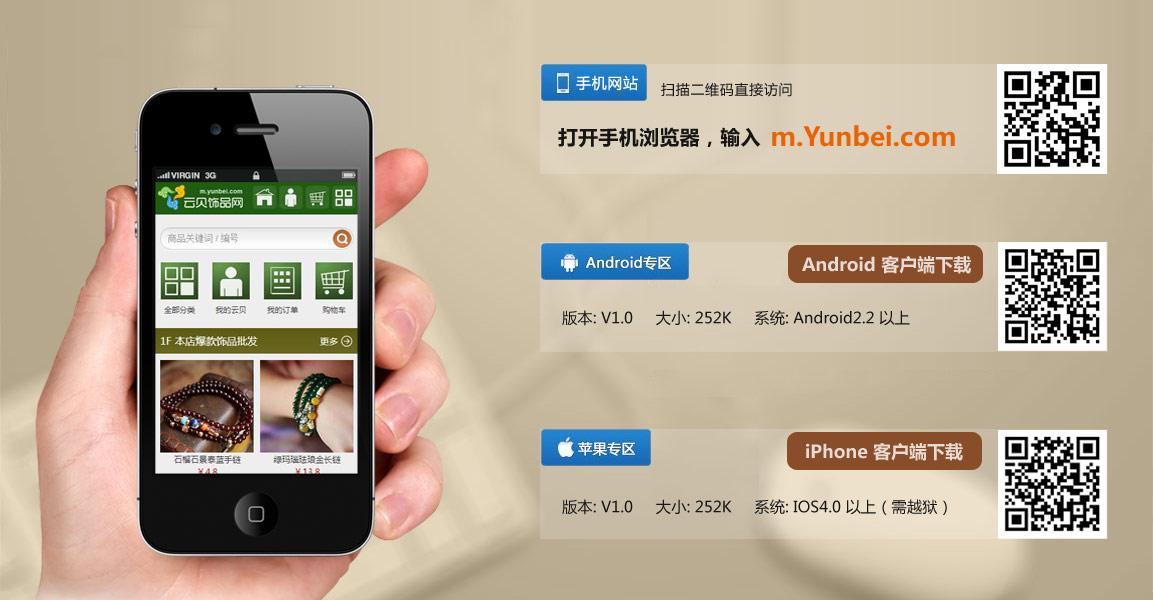 手机网站
扫描二维码直接访问
打开手机浏览器，输入 m.Yunbei.com
Android专区
Android 客户端下载
版本: V1.0 大小: 252K 系统: Android2.2 以上
苹果专区
iPhone 客户端下载
版本: V1.0 大小: 252K 系统: IOS4.0 以上（需越狱）
VIRGIN 3G
m.yunbei.com
云贝饰品网
商品关键词 / 编号
全部分类 我的云贝 我的订单 购物车
1F 本店爆款饰品批发 更多
石榴石景泰蓝手链 绿玛瑙珐琅金长链